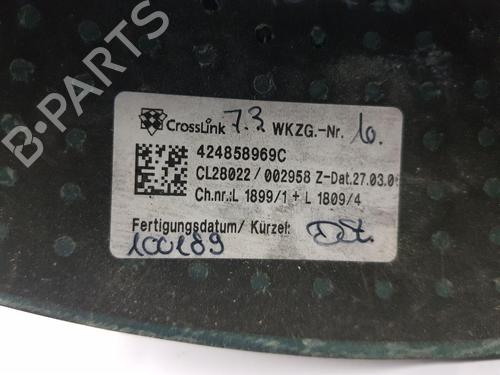 B-PARTS
CrossLink 7.3. WKZG.-Nr. 10.
424858969C
CL28022 / 002958 Z-Dat.27.03.0
Ch.nr.:L 1899/1 + L 1809/4
Fertigungsdatum/ Kürzel:
100189